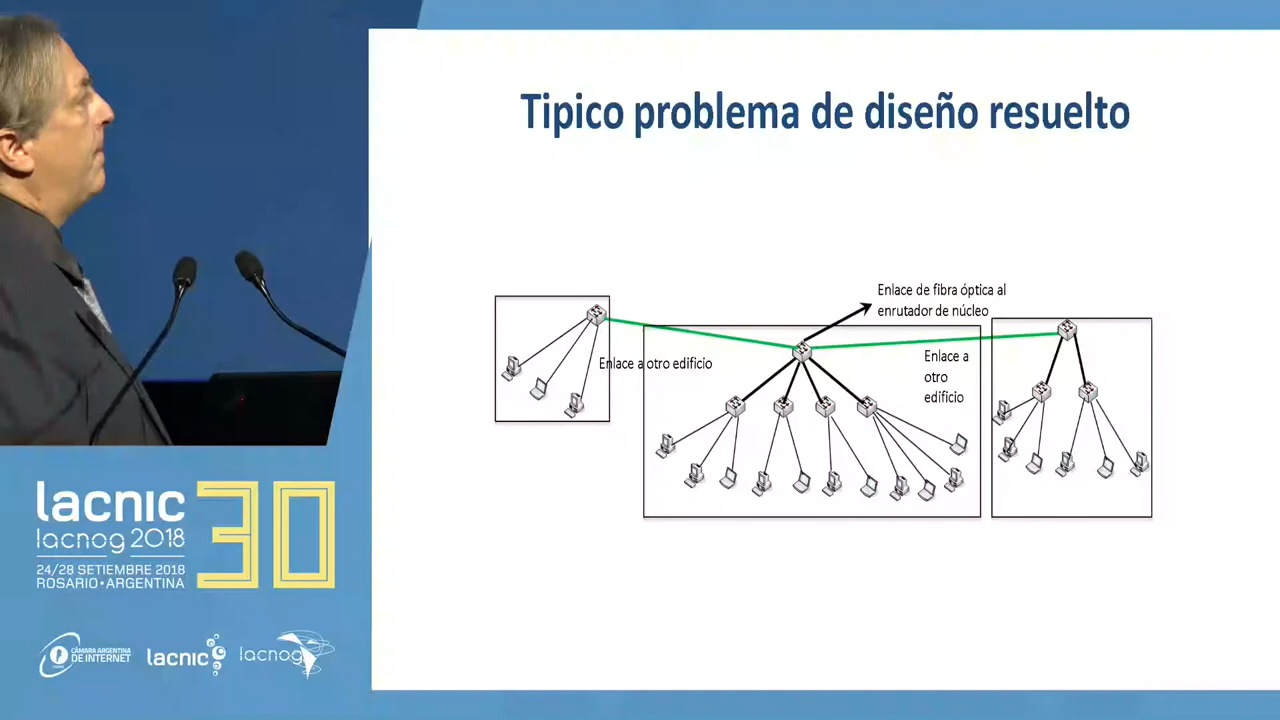 Tipico problema de diseño resuelto
Enlace de fibra óptica al
enrutador de núcleo
Enlace a otro edificio
Enlace a
otro
edificio
lacnic 30
lacnog 2018
24/28 SETIEMBRE 2018
ROSARIO•ARGENTINA
CÁMARA ARGENTINA
DE INTERNET
lacnic
lacnog